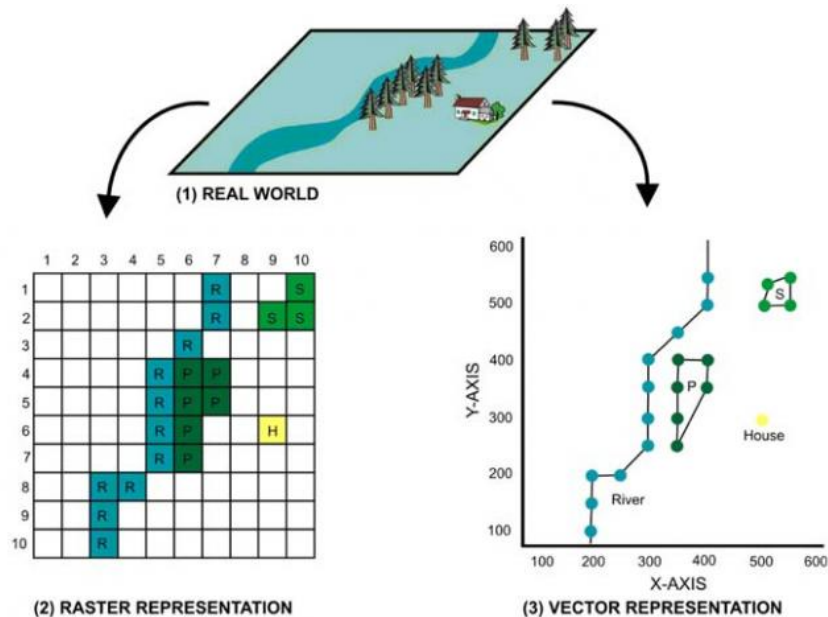 (1) REAL WORLD
1 2 3 4 5 6 7 8 9 10
1 R S
2 R S S
3 R
4 R P P
5 R P P
6 R P H
7 R P
8 R R
9 R
10 R
(2) RASTER REPRESENTATION
600
500
400
300
200
100
Y-AXIS
S
P
House
River
100 200 300 400 500 600
X-AXIS
(3) VECTOR REPRESENTATION